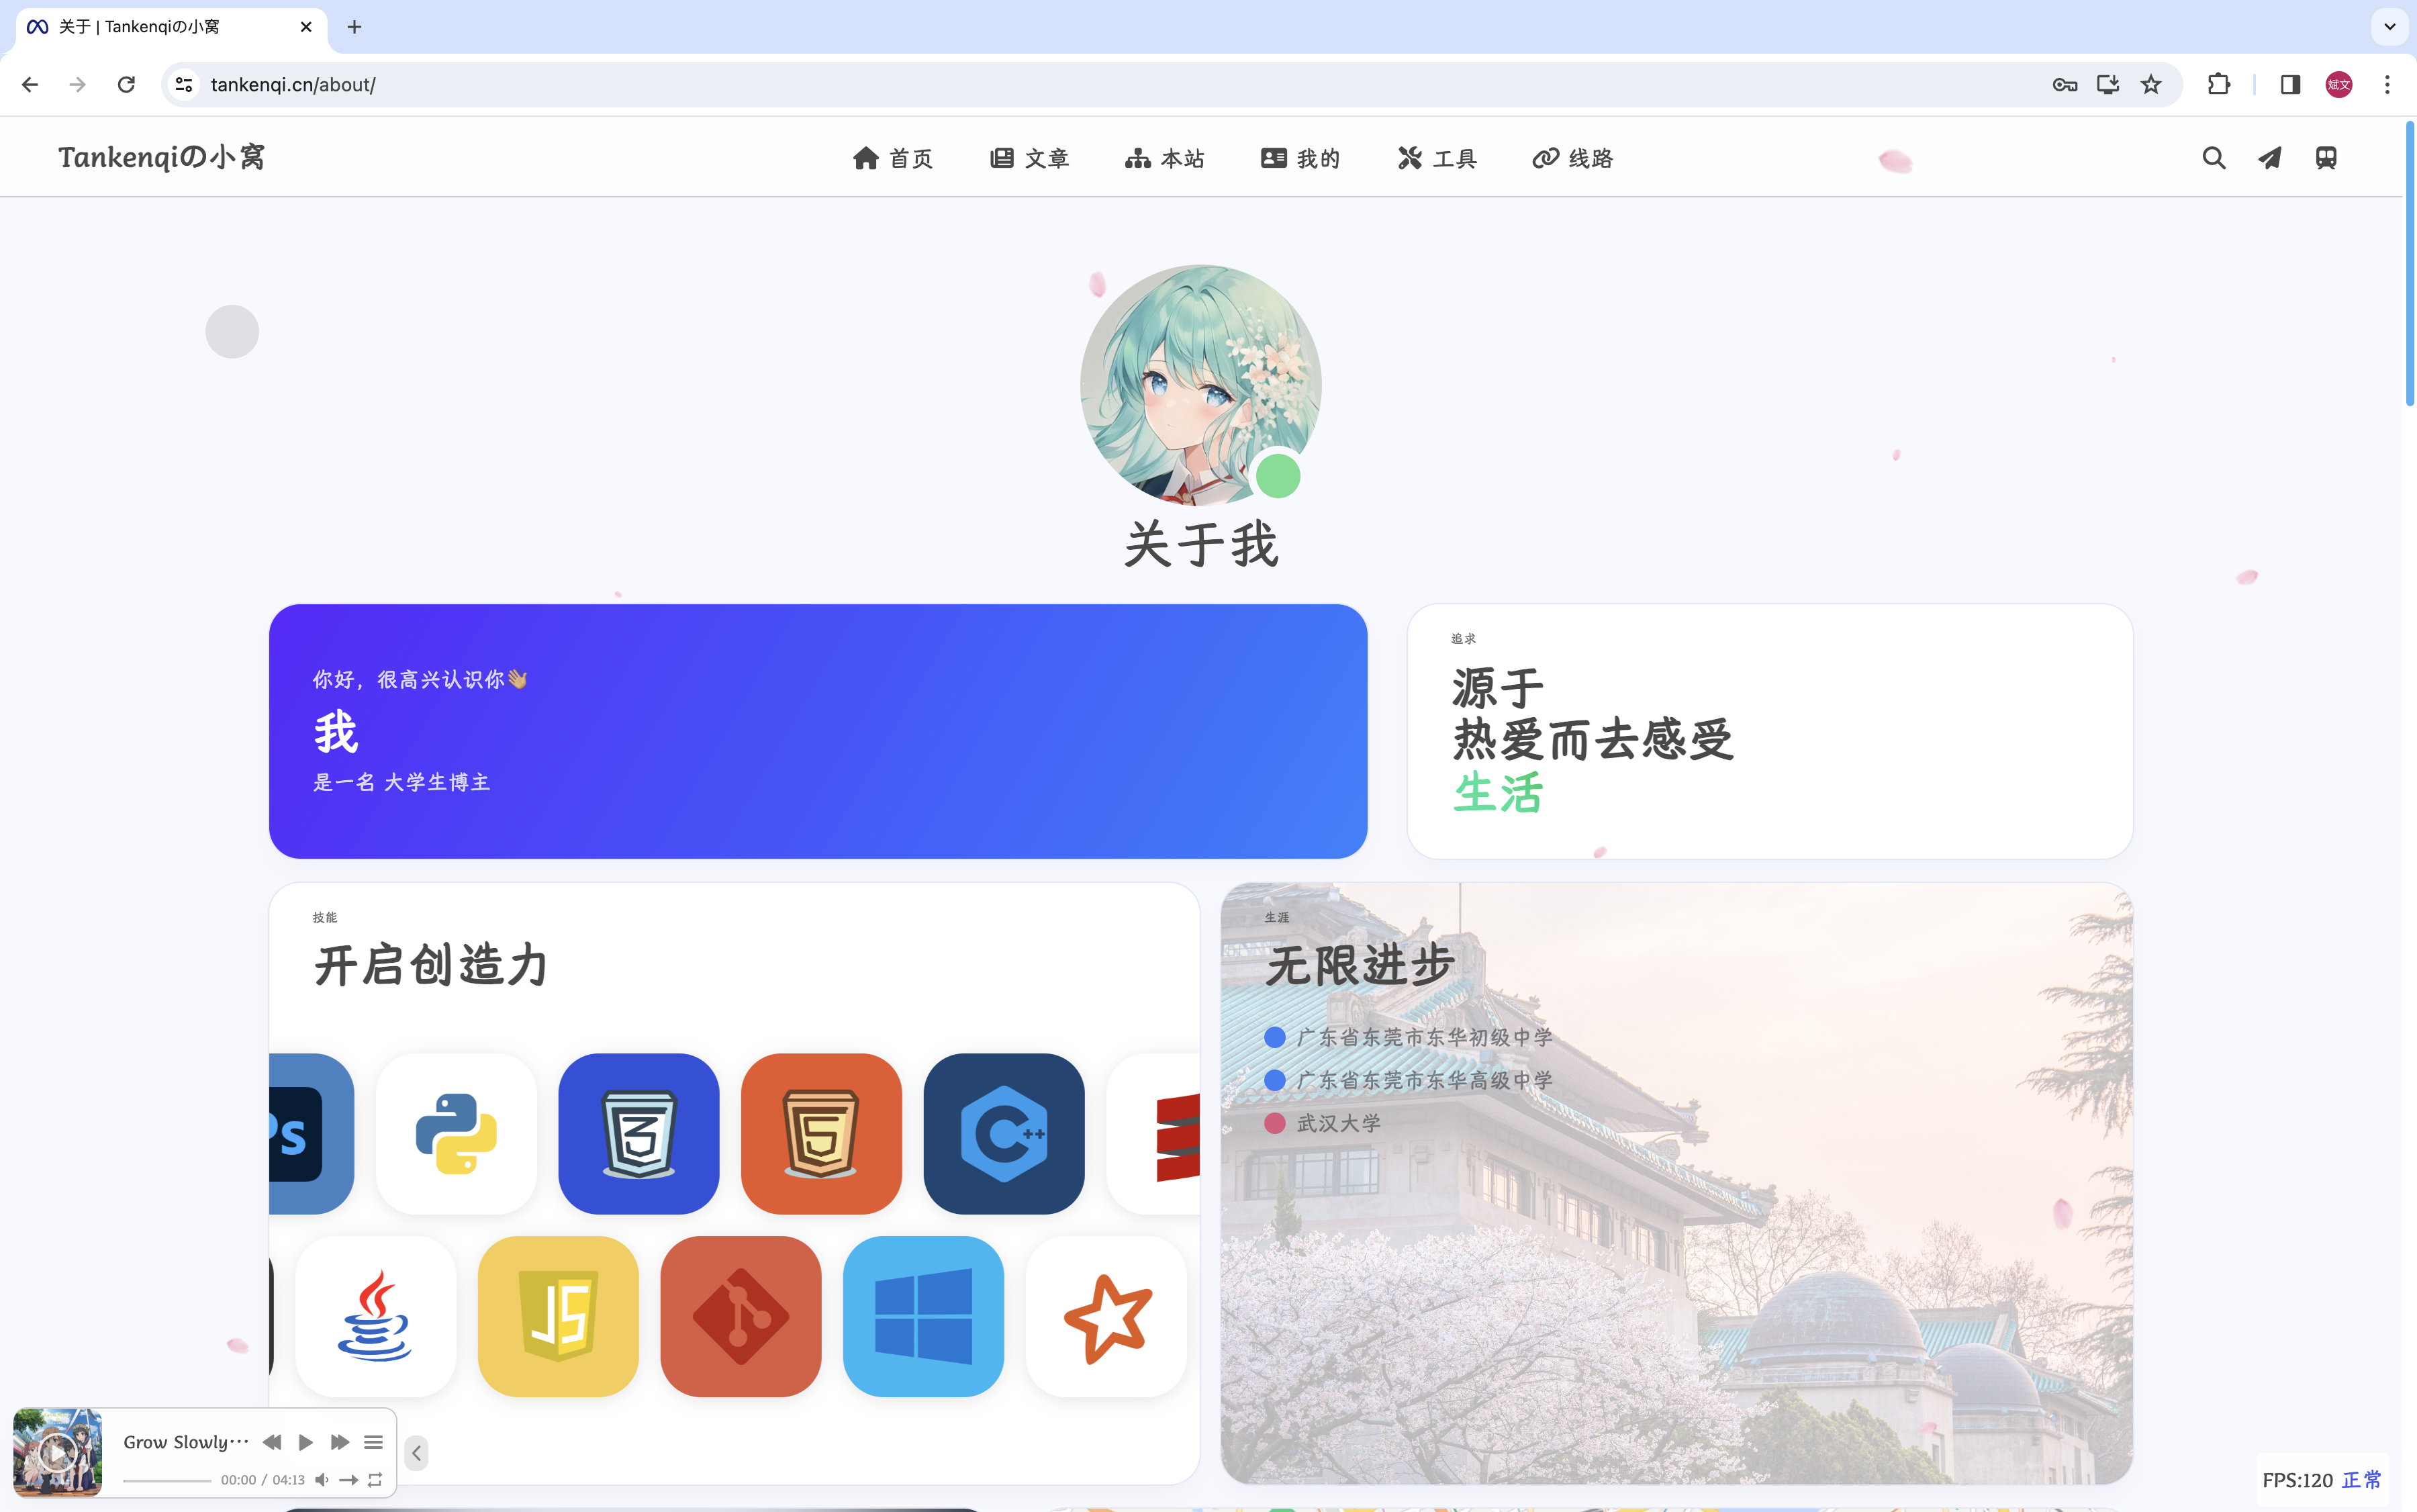 关于 | Tankenqiの小窝
tankenqi.cn/about/
斌文
Tankenqiの小窝
首页 文章 本站 我的 工具 线路
关于我
你好，很高兴认识你👋
我
是一名 大学生博主
追求
源于
热爱而去感受
生活
技能
开启创造力
Ps
3
5
C++
JS
生涯
无限进步
广东省东莞市东华初级中学
广东省东莞市东华高级中学
武汉大学
Grow Slowly…
00:00 / 04:13
FPS:120 正常